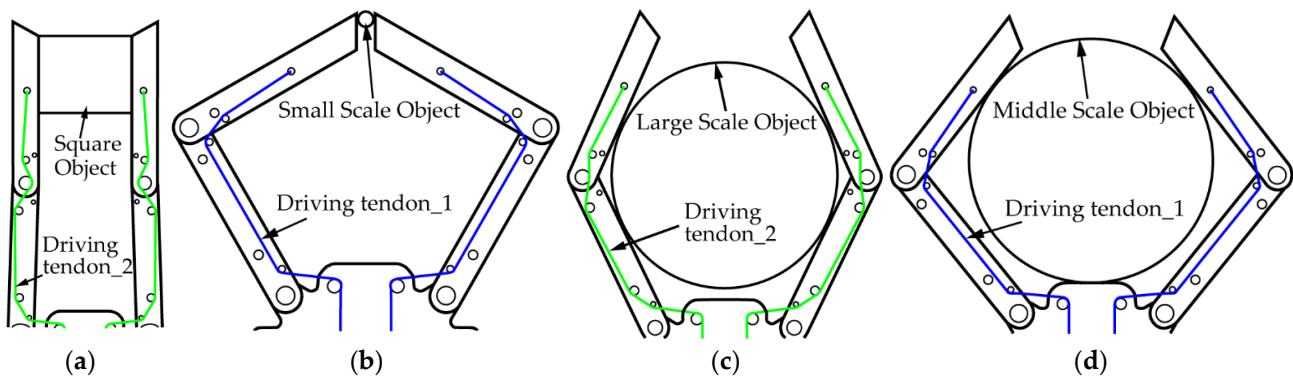 Square
Object
Driving
tendon_2
(a)
Small Scale Object
Driving tendon_1
(b)
Large Scale Object
Driving
tendon_2
(c)
Middle Scale Object
Driving tendon_1
(d)